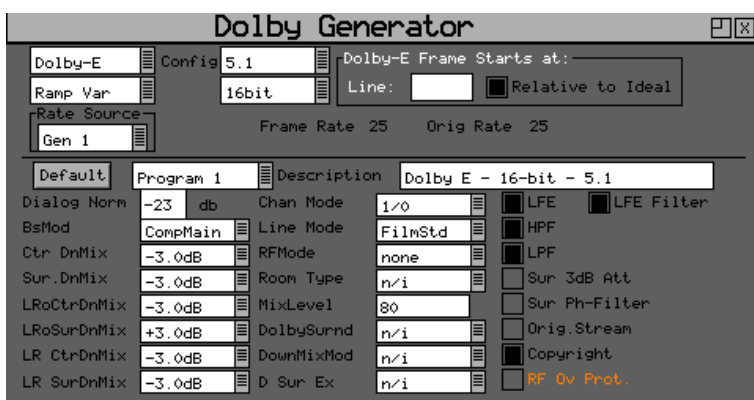 Dolby Generator
Dolby-E Config 5.1 Dolby-E Frame Starts at:
Ramp Var 16bit Line: Relative to Ideal
Rate Source
Gen 1 Frame Rate 25 Orig Rate 25
Default Program 1 Description Dolby E - 16-bit - 5.1
Dialog Norm -23 db Chan Mode 1/0 LFE LFE Filter
BsMod CompMain Line Mode FilmStd HPF
Ctr DnMix -3.0dB RFMode none LPF
Sur.DnMix -3.0dB Room Type n/i Sur 3dB Att
LRoCtrDnMix -3.0dB MixLevel 80 Sur Ph-Filter
LRoSurDnMix +3.0dB DolbySurnd n/i Orig.Stream
LR CtrDnMix -3.0dB DownMixMod n/i Copyright
LR SurDnMix -3.0dB D Sur Ex n/i RF Ov Prot.